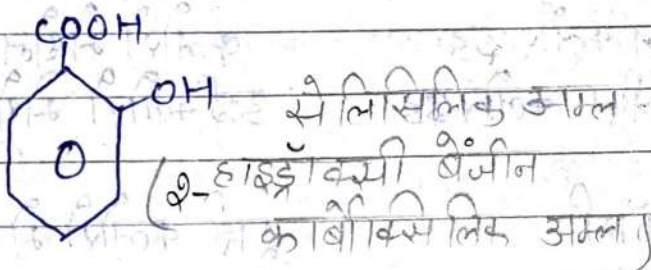 COOH
OH
सेलिसिलिक अम्ल
(2-हाइड्रॉक्सी बेंजीन
कार्बोक्सिलिक अम्ल)